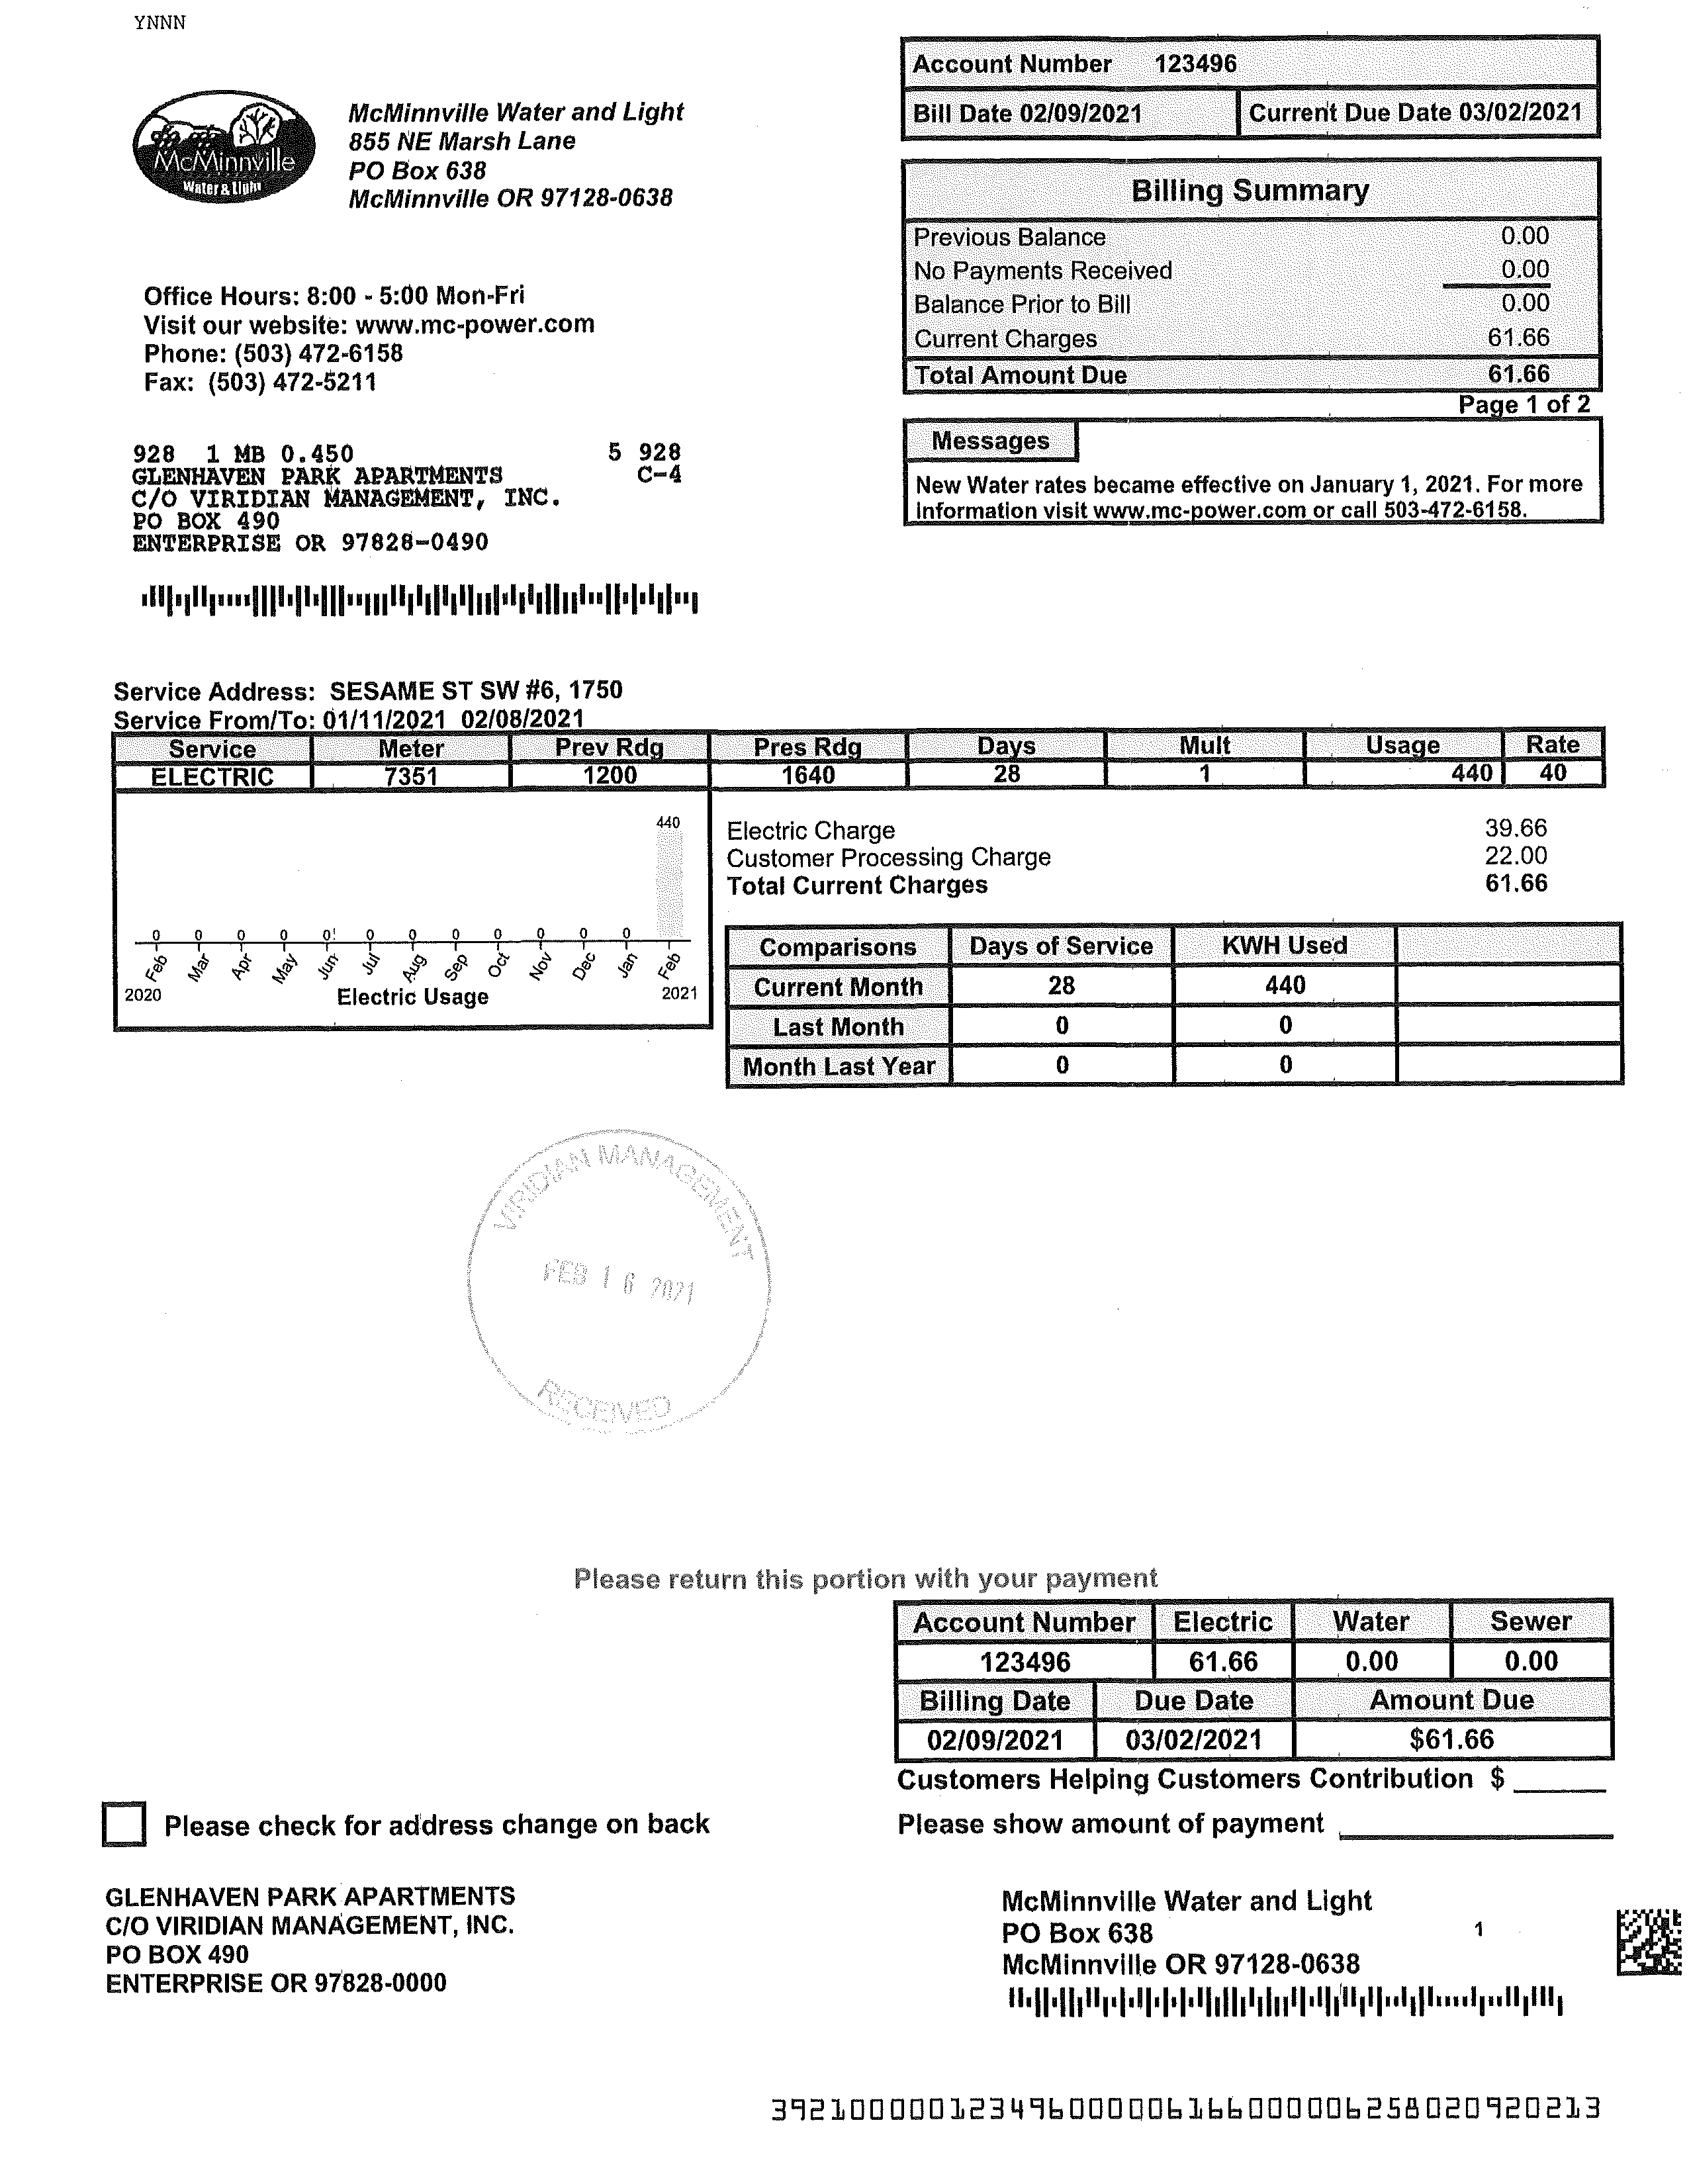 YNNN
McMinnville
Water & Light
McMinnville Water and Light
855 NE Marsh Lane
PO Box 638
McMinnville OR 97128-0638
Account Number 123496
Bill Date 02/09/2021 Current Due Date 03/02/2021
Billing Summary
Previous Balance 0.00
No Payments Received 0.00
Balance Prior to Bill 0.00
Current Charges 61.66
Total Amount Due 61.66
Page 1 of 2
Office Hours: 8:00 - 5:00 Mon-Fri
Visit our website: www.mc-power.com
Phone: (503) 472-6158
Fax: (503) 472-5211
Messages
New Water rates became effective on January 1, 2021. For more
information visit www.mc-power.com or call 503-472-6158.
928 1 MB 0.450 5 928
GLENHAVEN PARK APARTMENTS C-4
C/O VIRIDIAN MANAGEMENT, INC.
PO BOX 490
ENTERPRISE OR 97828-0490
Service Address: SESAME ST SW #6, 1750
Service From/To: 01/11/2021 02/08/2021
Service Meter Prev Rdg Pres Rdg Days Mult Usage Rate
ELECTRIC 7351 1200 1640 28 1 440 40
440
0 0 0 0 0 0 0 0 0 0 0 0
Feb Mar Apr May Jun Jul Aug Sep Oct Nov Dec Jan Feb
2020 Electric Usage 2021
Electric Charge 39.66
Customer Processing Charge 22.00
Total Current Charges 61.66
Comparisons Days of Service KWH Used
Current Month 28 440
Last Month 0 0
Month Last Year 0 0
VIRIDIAN MANAGEMENT
FEB 16 2021
RECEIVED
Please return this portion with your payment
Account Number Electric Water Sewer
123496 61.66 0.00 0.00
Billing Date Due Date Amount Due
02/09/2021 03/02/2021 $61.66
Customers Helping Customers Contribution $
Please check for address change on back
Please show amount of payment
GLENHAVEN PARK APARTMENTS
C/O VIRIDIAN MANAGEMENT, INC.
PO BOX 490
ENTERPRISE OR 97828-0000
McMinnville Water and Light
PO Box 638 1
McMinnville OR 97128-0638
392100000123496000006166000006258020920213